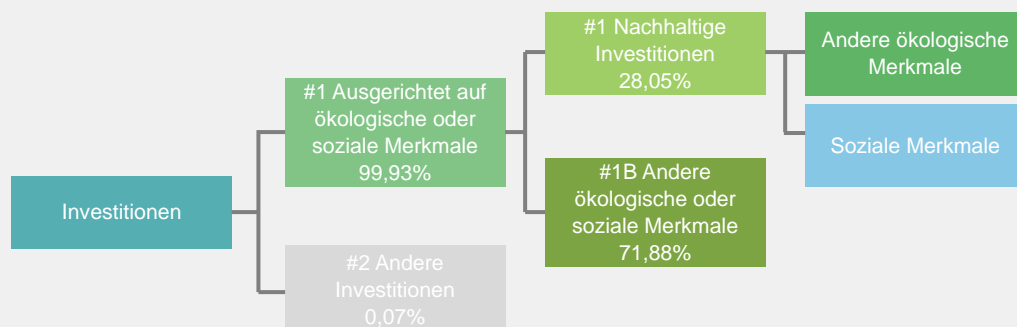 Investitionen
#1 Ausgerichtet auf
ökologische oder
soziale Merkmale
99,93%
#2 Andere
Investitionen
0,07%
#1 Nachhaltige
Investitionen
28,05%
#1B Andere
ökologische oder
soziale Merkmale
71,88%
Andere ökologische
Merkmale
Soziale Merkmale